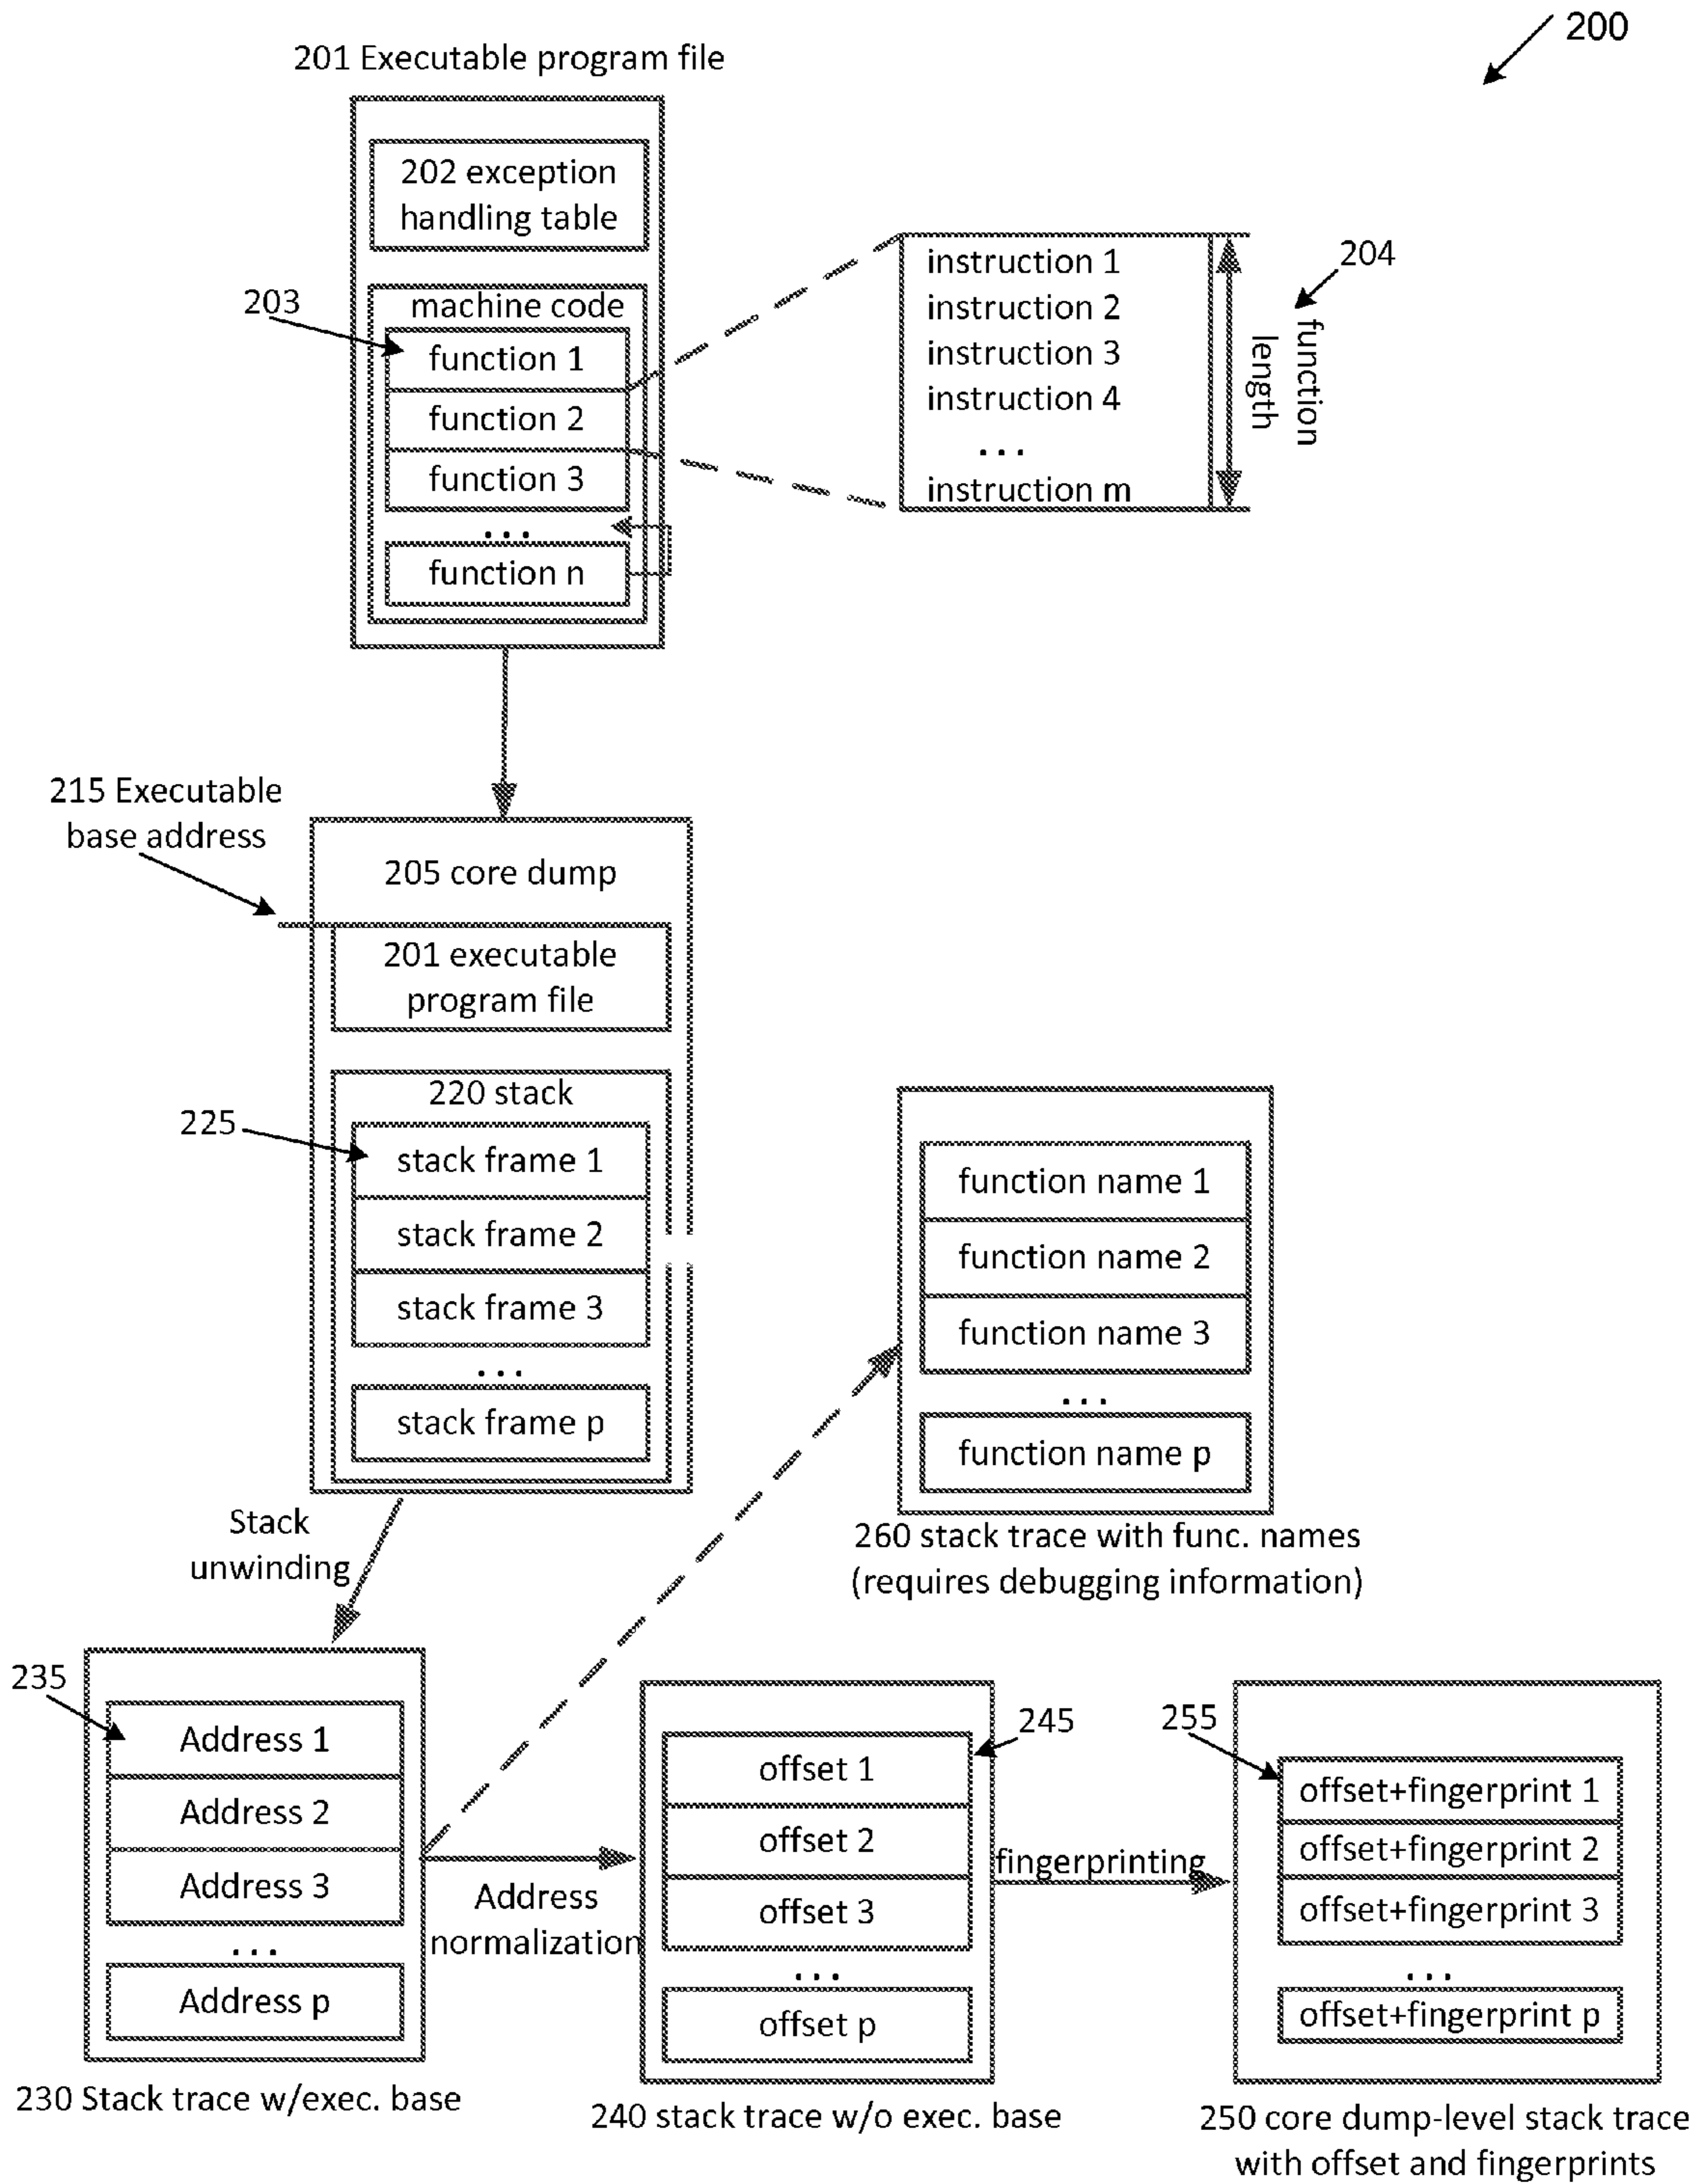 200
201 Executable program file
202 exception
handling table
203
machine code
function 1
function 2
function 3
...
function n
instruction 1
instruction 2
instruction 3
instruction 4
...
instruction m
204
function
length
215 Executable
base address
205 core dump
201 executable
program file
220 stack
225
stack frame 1
stack frame 2
stack frame 3
...
stack frame p
function name 1
function name 2
function name 3
...
function name p
260 stack trace with func. names
(requires debugging information)
Stack
unwinding
235
Address 1
Address 2
Address 3
...
Address p
230 Stack trace w/exec. base
Address
normalization
245
offset 1
offset 2
offset 3
...
offset p
240 stack trace w/o exec. base
fingerprinting
255
offset+fingerprint 1
offset+fingerprint 2
offset+fingerprint 3
...
offset+fingerprint p
250 core dump-level stack trace
with offset and fingerprints